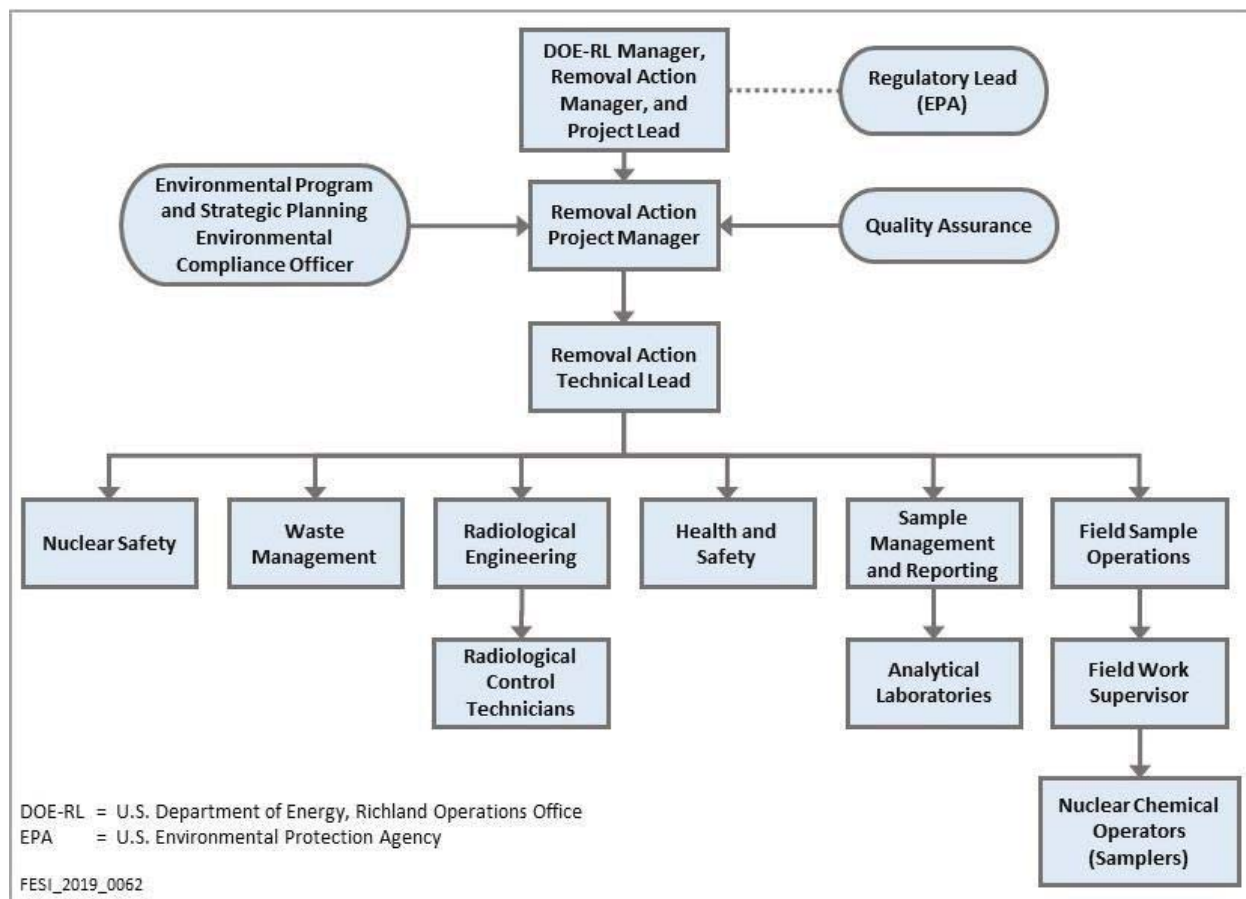 DOE-RL Manager,
Removal Action
Manager, and
Project Lead
Regulatory Lead
(EPA)
Environmental Program
and Strategic Planning
Environmental
Compliance Officer
Removal Action
Project Manager
Quality Assurance
Removal Action
Technical Lead
Nuclear Safety
Waste
Management
Radiological
Engineering
Health and
Safety
Sample
Management
and Reporting
Field Sample
Operations
Radiological
Control
Technicians
Analytical
Laboratories
Field Work
Supervisor
Nuclear Chemical
Operators
(Samplers)
DOE-RL = U.S. Department of Energy, Richland Operations Office
EPA = U.S. Environmental Protection Agency
FESI_2019_0062